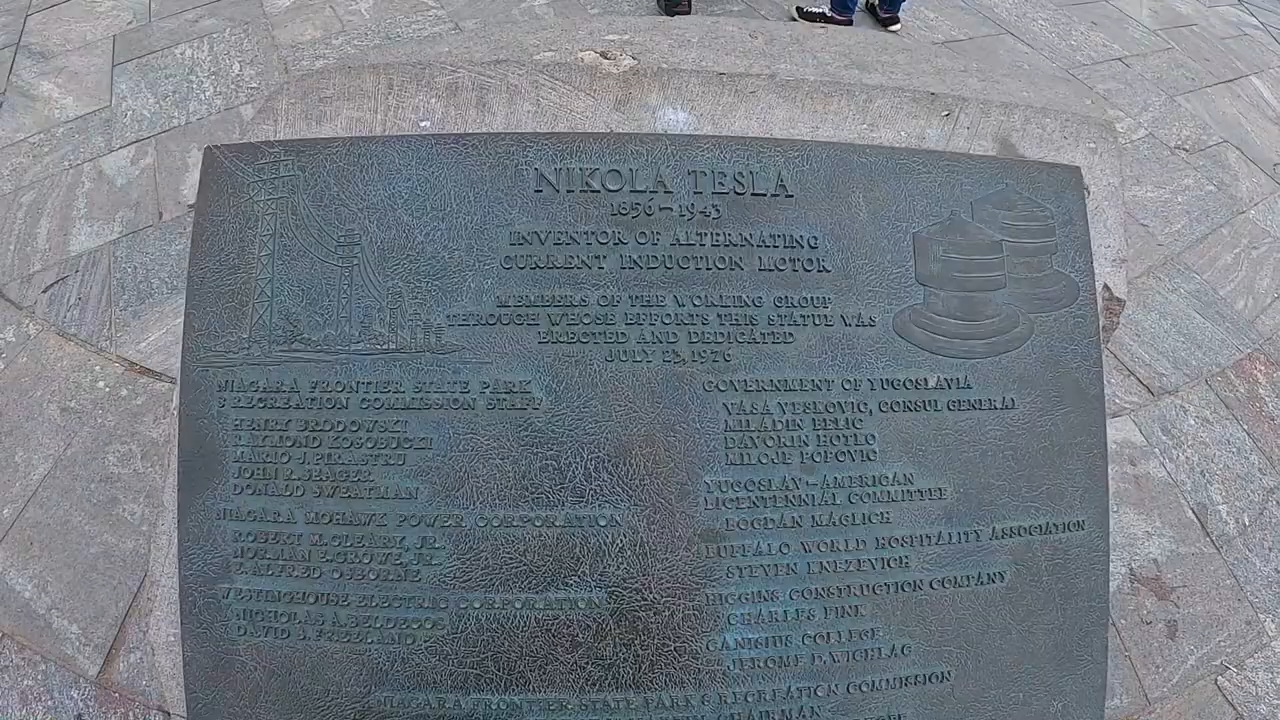 NIKOLA TESLA
1856-1943
INVENTOR OF ALTERNATING
CURRENT INDUCTION MOTOR
MEMBERS OF THE WORKING GROUP
THROUGH WHOSE EFFORTS THIS STATUE WAS
ERECTED AND DEDICATED
JULY 23, 1976
NIAGARA FRONTIER STATE PARK
& RECREATION COMMISSION STAFF
HENRY BRODOWSKI
RAYMOND KOSOBUCKI
MARIO J. PIRASTRU
JOHN R. SEAGER
DONALD SWEATMAN
NIAGARA MOHAWK POWER CORPORATION
ROBERT M. CLEARY, JR.
NORMAN E. CROWE, JR.
ALFRED OSBORNE
WESTINGHOUSE ELECTRIC CORPORATION
NICHOLAS A. BELDECOS
DAVID S. FREELAND
GOVERNMENT OF YUGOSLAVIA
VASA VESKOVIC, CONSUL GENERAL
MILADIN BELIC
DAVORIN HOTKO
MILOJE POPOVIC
YUGOSLAV-AMERICAN
BICENTENNIAL COMMITTEE
BOGDAN MAGLICH
BUFFALO WORLD HOSPITALITY ASSOCIATION
STEVEN KNEZEVICH
HIGGINS CONSTRUCTION COMPANY
CHARLES FINK
CANISIUS COLLEGE
JEROME D. WICHLAC
NIAGARA FRONTIER STATE PARK & RECREATION COMMISSION
CHAIRMAN